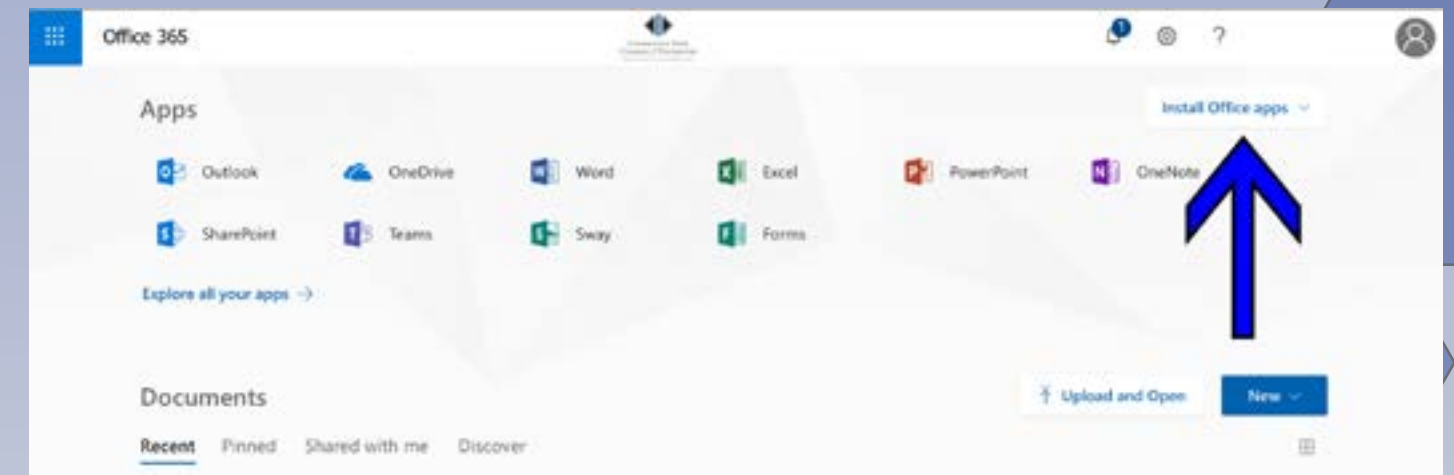 Office 365
1
?
Apps
Install Office apps
Outlook OneDrive Word Excel PowerPoint OneNote
SharePoint Teams Sway Forms
Explore all your apps →
Documents
Upload and Open New
Recent Pinned Shared with me Discover